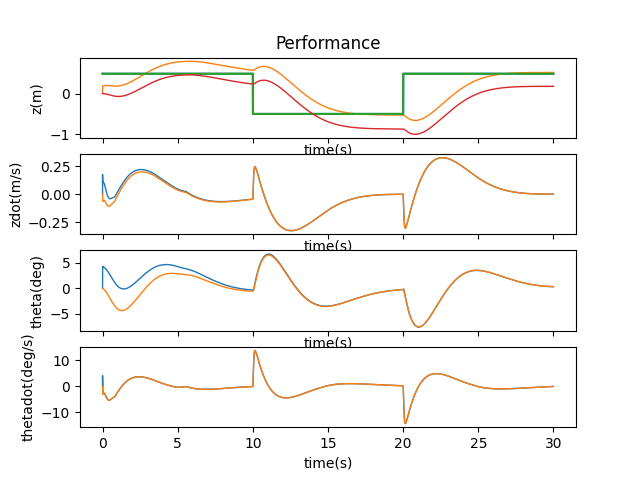 Performance
z(m)
0
−1
time(s)
zdot(m/s)
0.25
0.00
−0.25
time(s)
theta(deg)
5
0
−5
time(s)
thetadot(deg/s)
10
0
−10
0 5 10 15 20 25 30
time(s)